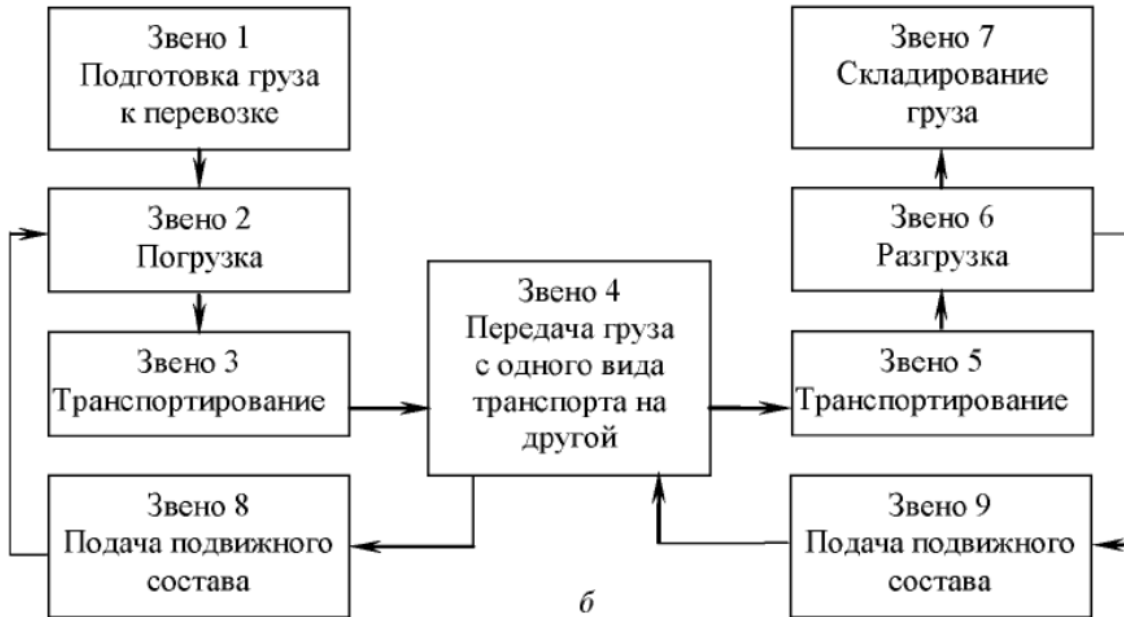 Звено 1
Подготовка груза
к перевозке
Звено 2
Погрузка
Звено 3
Транспортирование
Звено 8
Подача подвижного
состава
Звено 4
Передача груза
с одного вида
транспорта на
другой
Звено 7
Складирование
груза
Звено 6
Разгрузка
Звено 5
Транспортирование
Звено 9
Подача подвижного
состава
б